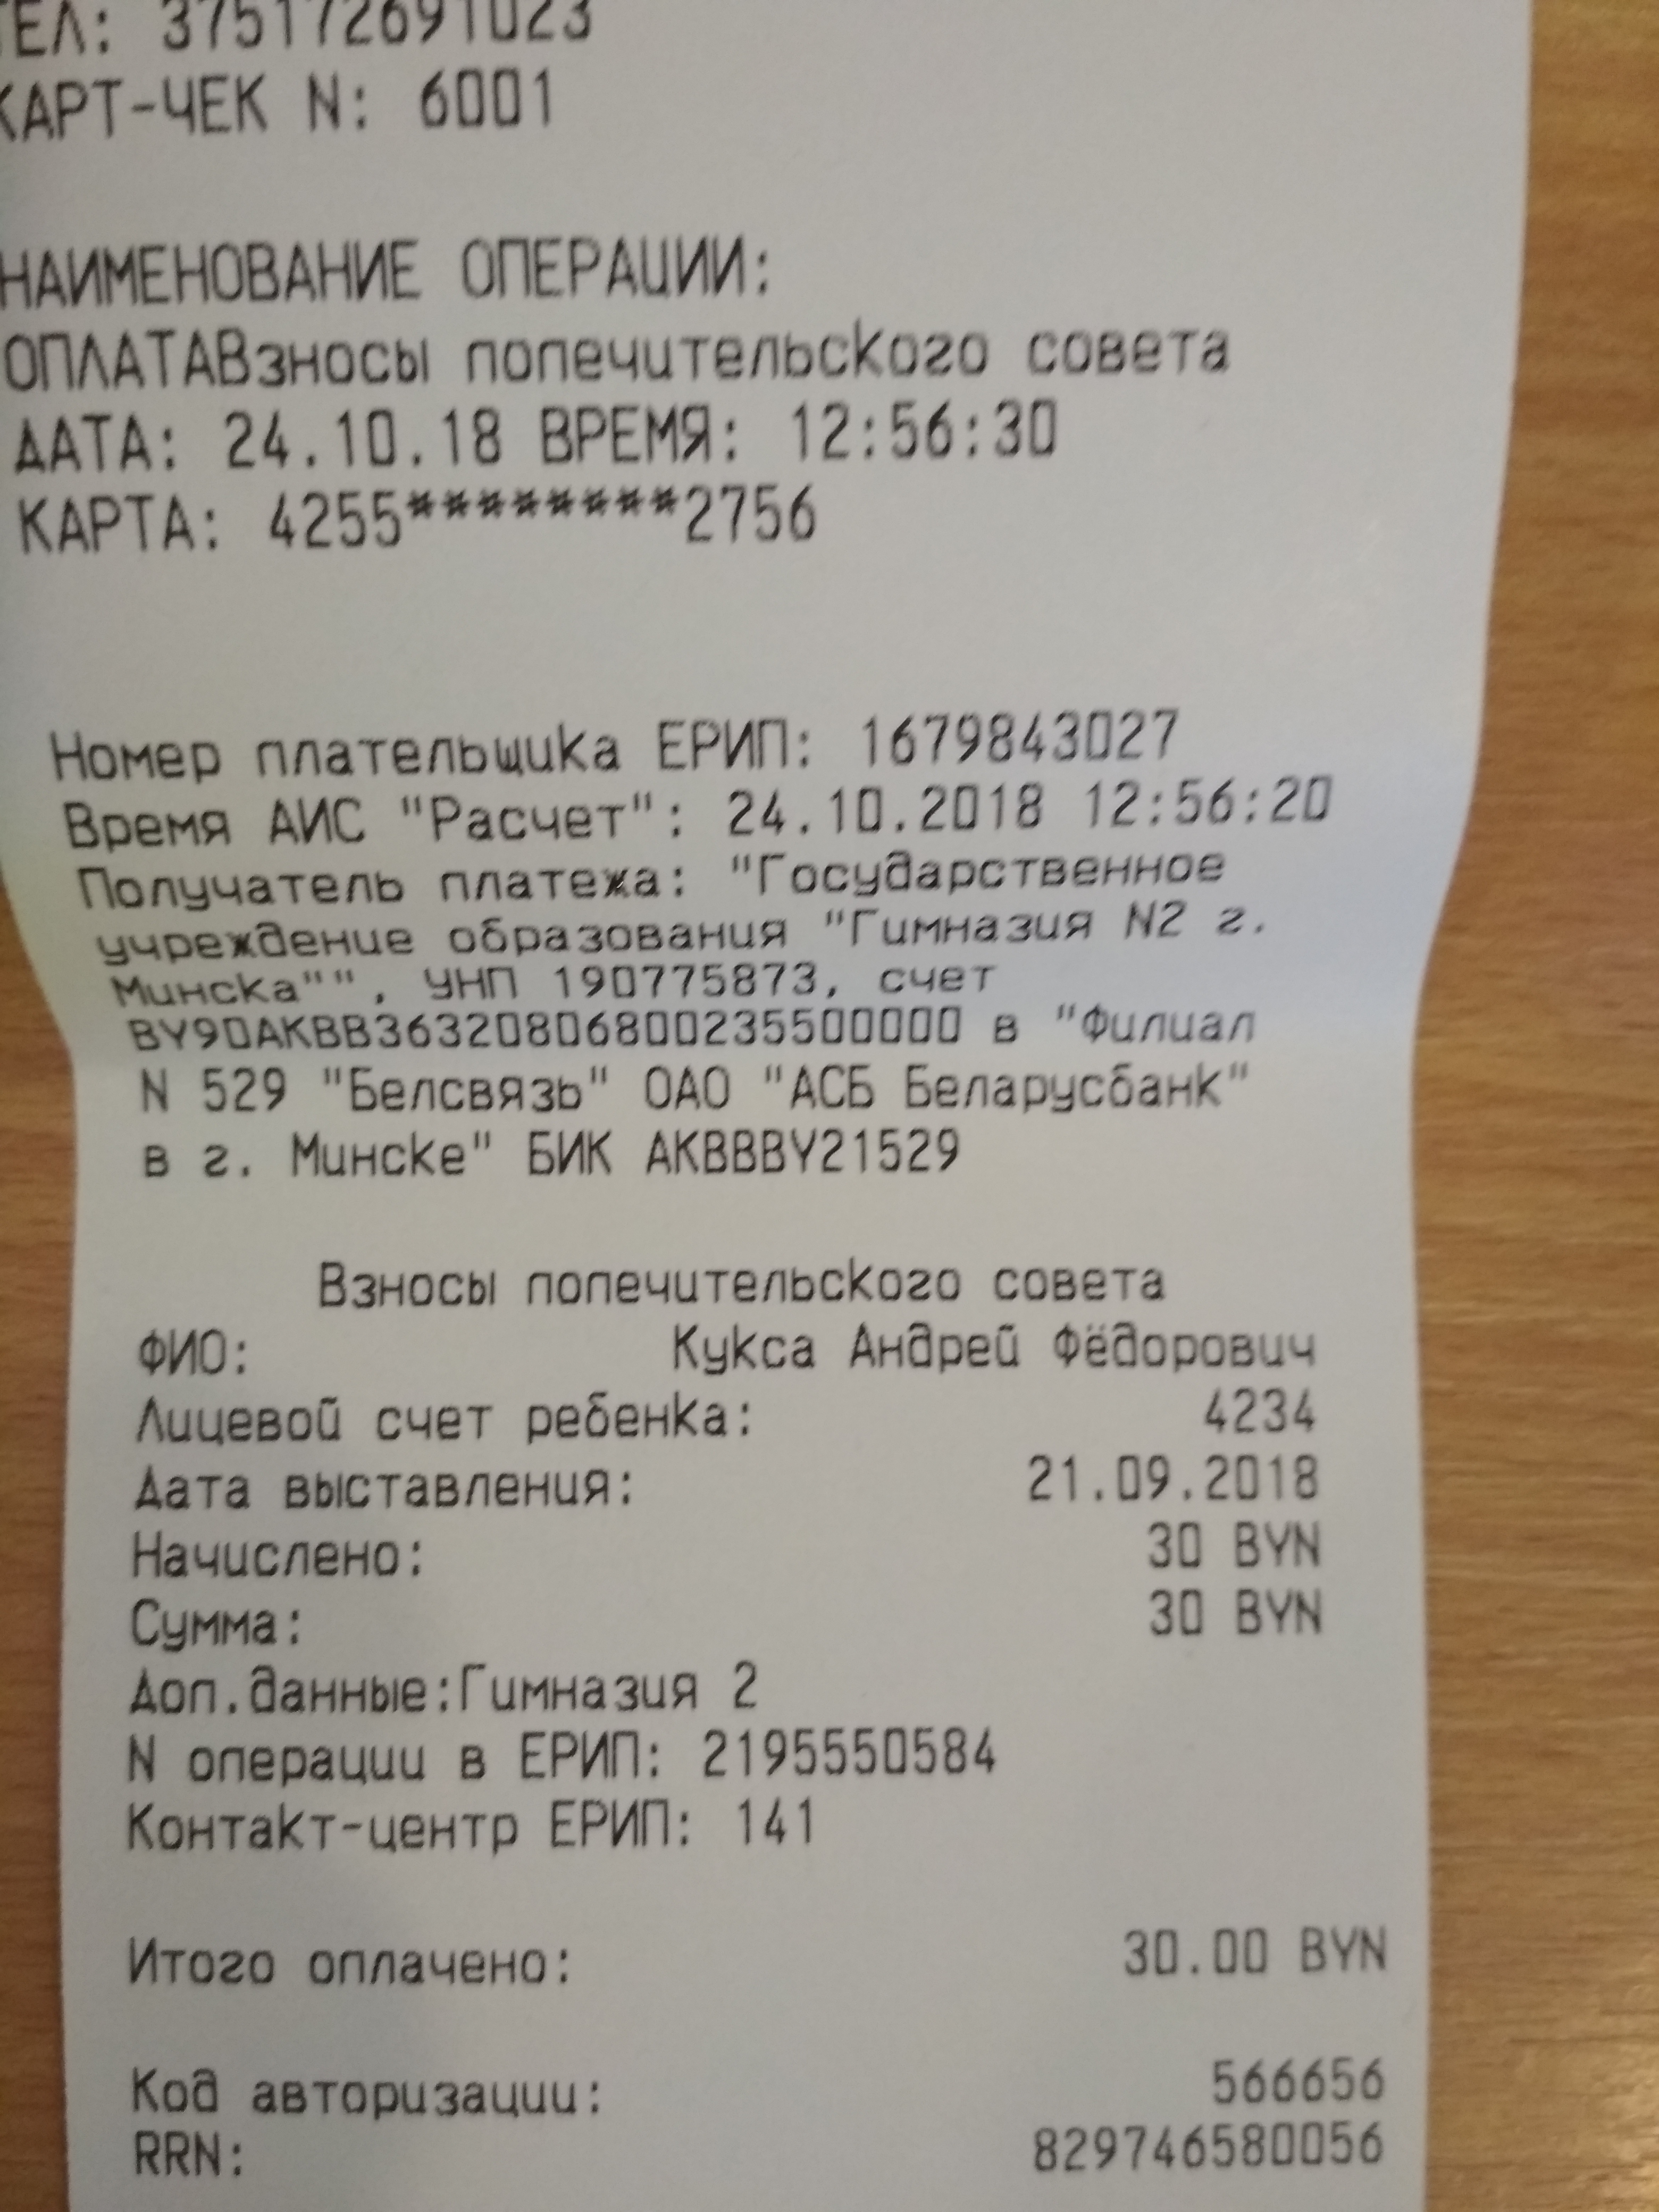 ТЕЛ: 375172691023
КАРТ-ЧЕК N: 6001
НАИМЕНОВАНИЕ ОПЕРАЦИИ:
ОПЛАТАВзносы попечительского совета
ДАТА: 24.10.18 ВРЕМЯ: 12:56:30
КАРТА: 4255********2756
Номер плательщика ЕРИП: 1679843027
Время АИС "Расчет": 24.10.2018 12:56:20
Получатель платежа: "Государственное
учреждение образования "Гимназия N2 г.
Минска"", УНП 190775873, счет
BY90AKBB36320806800235500000 в "Филиал
N 529 "Белсвязь" ОАО "АСБ Беларусбанк"
в г. Минске" БИК AKBBBY21529
Взносы попечительского совета
ФИО: Кукса Андрей Фёдорович
Лицевой счет ребенка: 4234
Дата выставления: 21.09.2018
Начислено: 30 BYN
Сумма: 30 BYN
Доп.данные:Гимназия 2
N операции в ЕРИП: 2195550584
Контакт-центр ЕРИП: 141
Итого оплачено: 30.00 BYN
Код авторизации: 566656
RRN: 829746580056